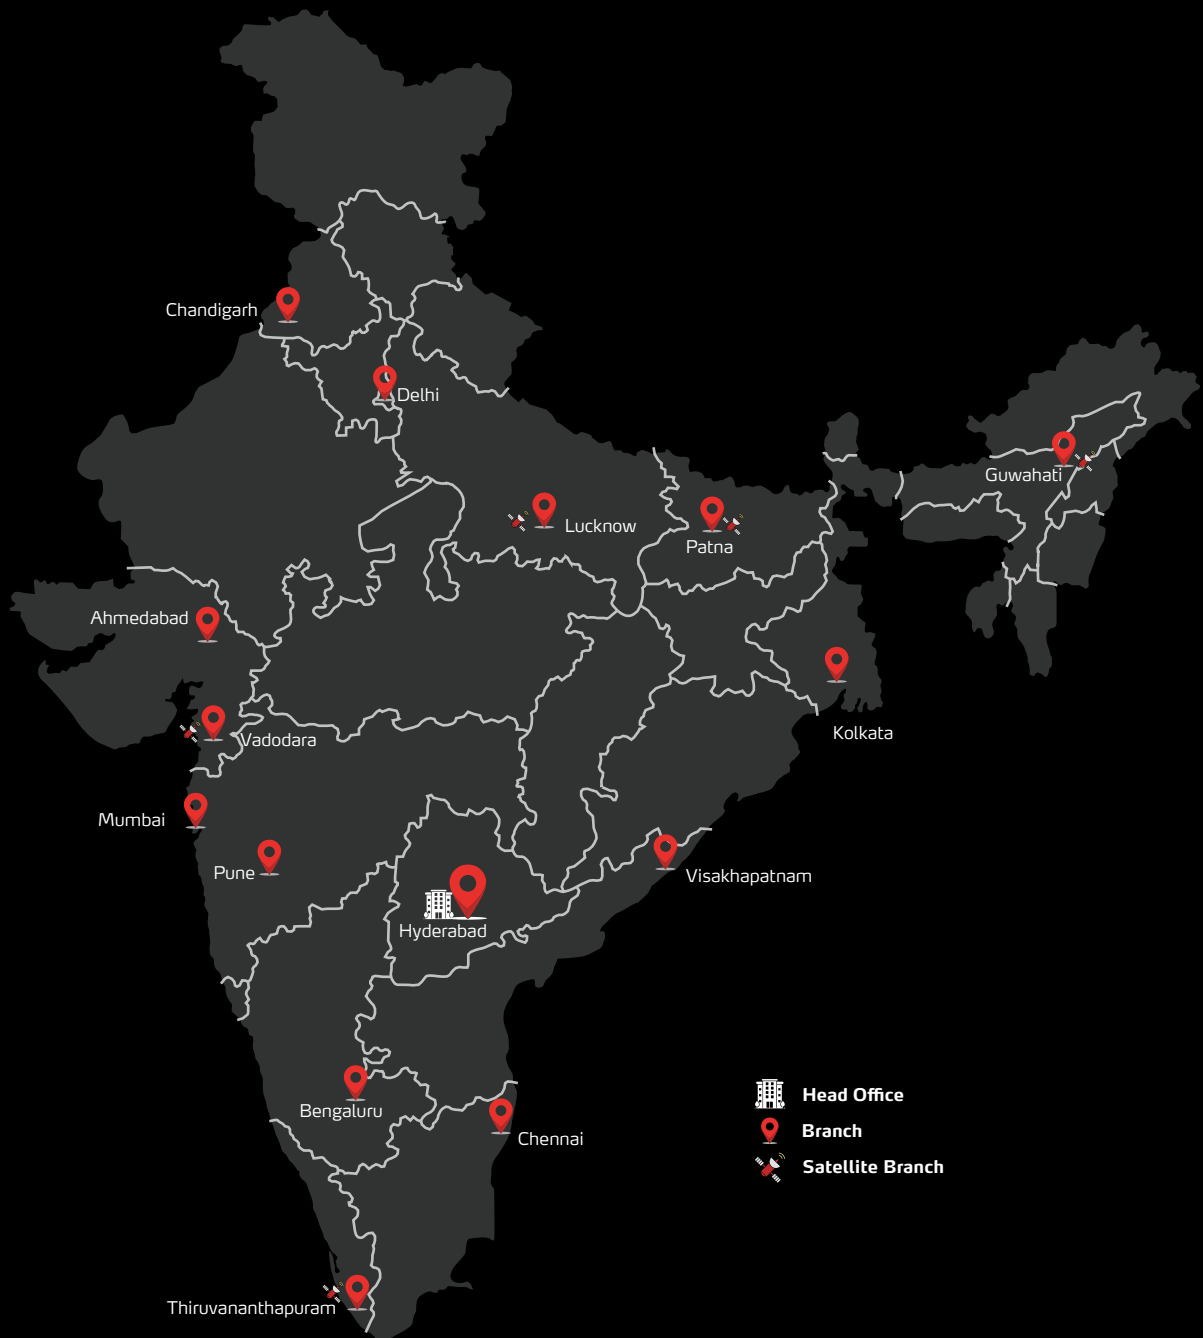 Chandigarh
Delhi
Guwahati
Lucknow
Patna
Ahmedabad
Kolkata
Vadodara
Mumbai
Pune
Visakhapatnam
Hyderabad
Bengaluru
Chennai
Thiruvananthapuram
Head Office
Branch
Satellite Branch